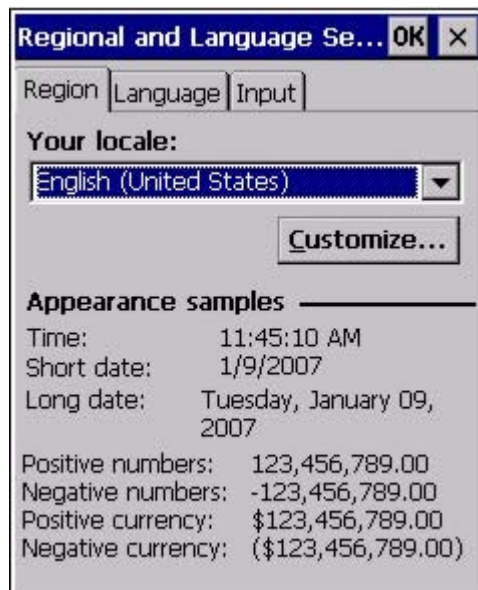 Regional and Language Se... OK ×
Region Language Input
Your locale:
English (United States)
Customize...
Appearance samples
Time: 11:45:10 AM
Short date: 1/9/2007
Long date: Tuesday, January 09,
2007
Positive numbers: 123,456,789.00
Negative numbers: -123,456,789.00
Positive currency: $123,456,789.00
Negative currency: ($123,456,789.00)